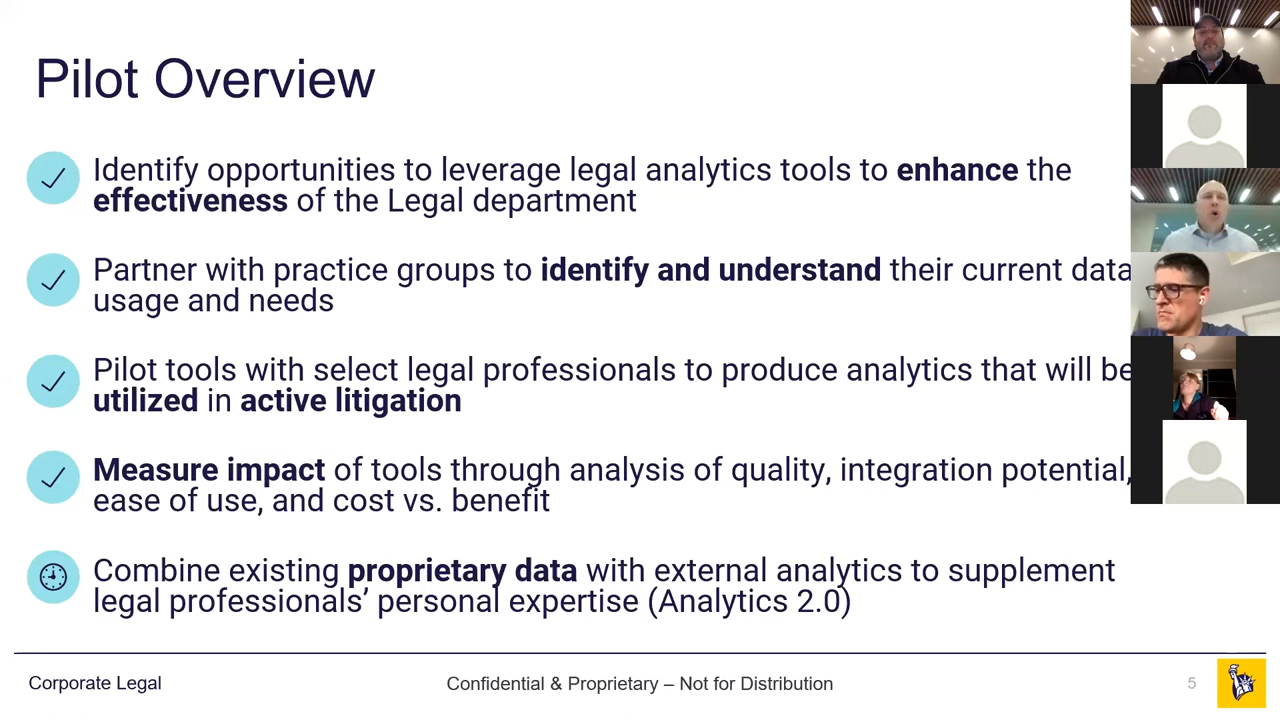 Pilot Overview
Identify opportunities to leverage legal analytics tools to enhance the
effectiveness of the Legal department
Partner with practice groups to identify and understand their current data
usage and needs
Pilot tools with select legal professionals to produce analytics that will be
utilized in active litigation
Measure impact of tools through analysis of quality, integration potential,
ease of use, and cost vs. benefit
Combine existing proprietary data with external analytics to supplement
legal professionals’ personal expertise (Analytics 2.0)
Corporate Legal
Confidential & Proprietary – Not for Distribution
5